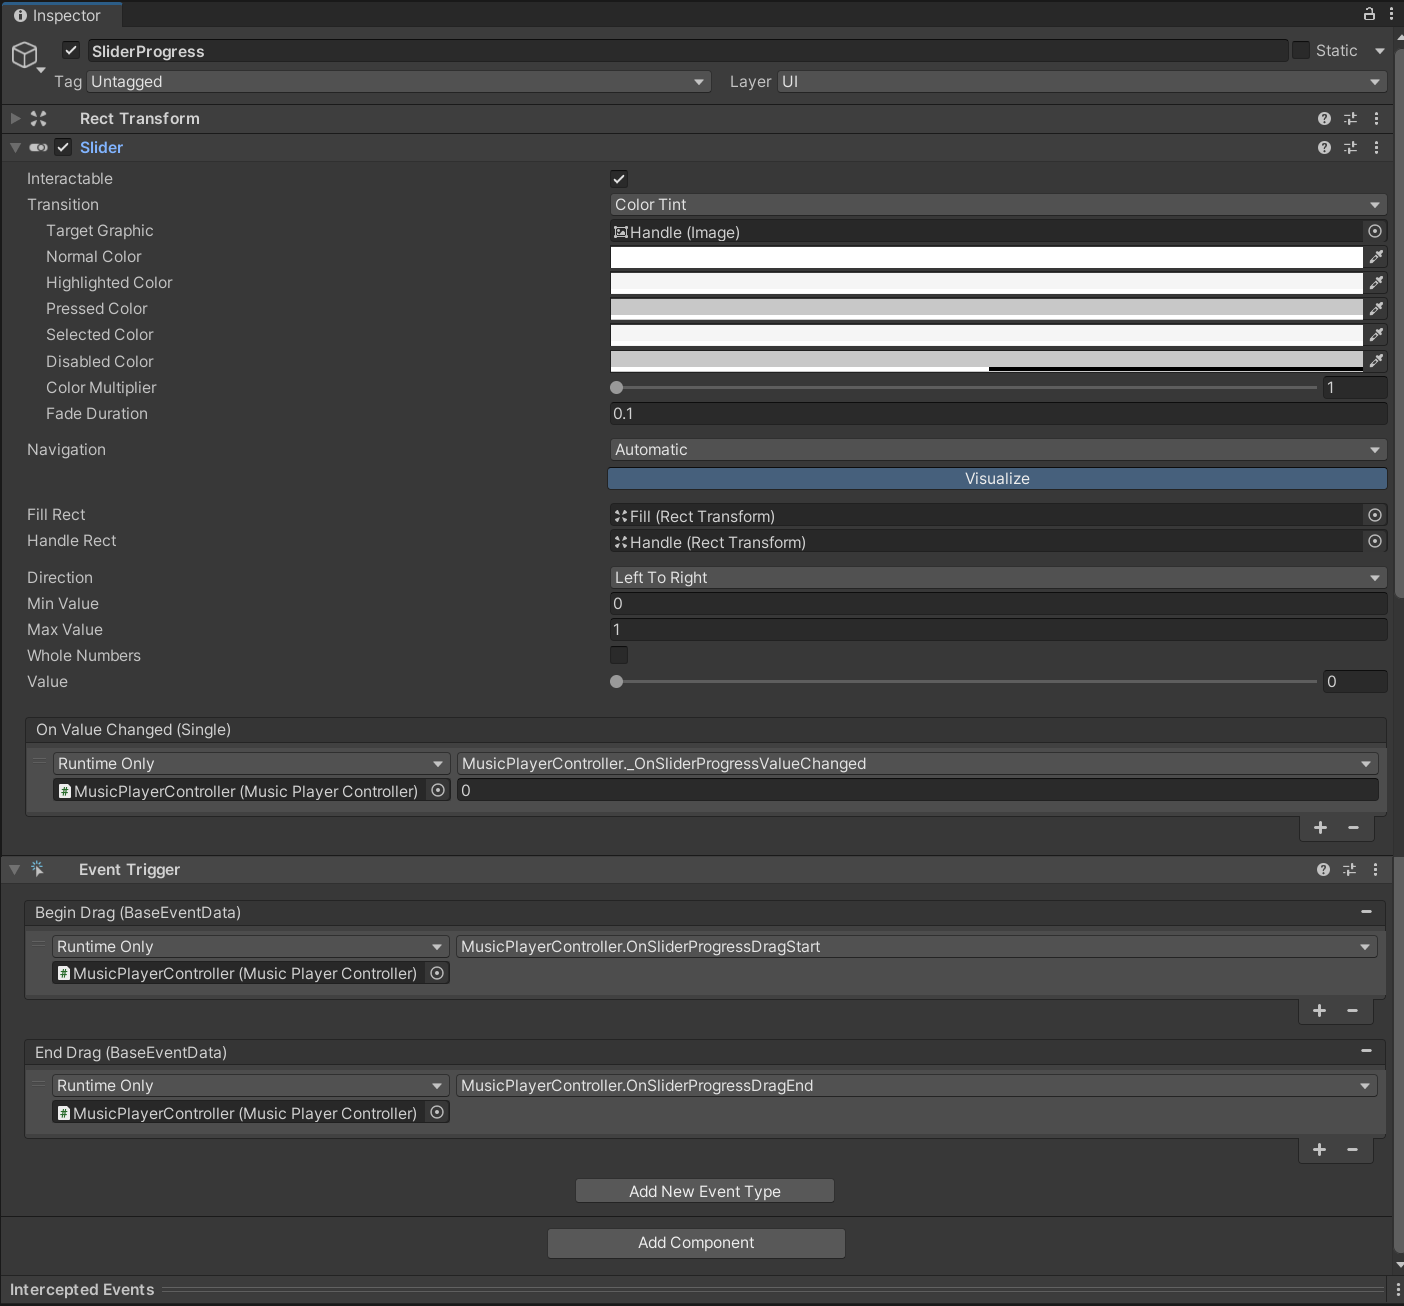 Inspector
SliderProgress Static
Tag Untagged Layer UI
Rect Transform
Slider
Interactable
Transition Color Tint
Target Graphic Handle (Image)
Normal Color
Highlighted Color
Pressed Color
Selected Color
Disabled Color
Color Multiplier 1
Fade Duration 0.1
Navigation Automatic
Visualize
Fill Rect Fill (Rect Transform)
Handle Rect Handle (Rect Transform)
Direction Left To Right
Min Value 0
Max Value 1
Whole Numbers
Value 0
On Value Changed (Single)
Runtime Only MusicPlayerController._OnSliderProgressValueChanged
# MusicPlayerController (Music Player Controller) 0
+ −
Event Trigger
Begin Drag (BaseEventData) −
Runtime Only MusicPlayerController.OnSliderProgressDragStart
# MusicPlayerController (Music Player Controller)
+ −
End Drag (BaseEventData) −
Runtime Only MusicPlayerController.OnSliderProgressDragEnd
# MusicPlayerController (Music Player Controller)
+ −
Add New Event Type
Add Component
Intercepted Events